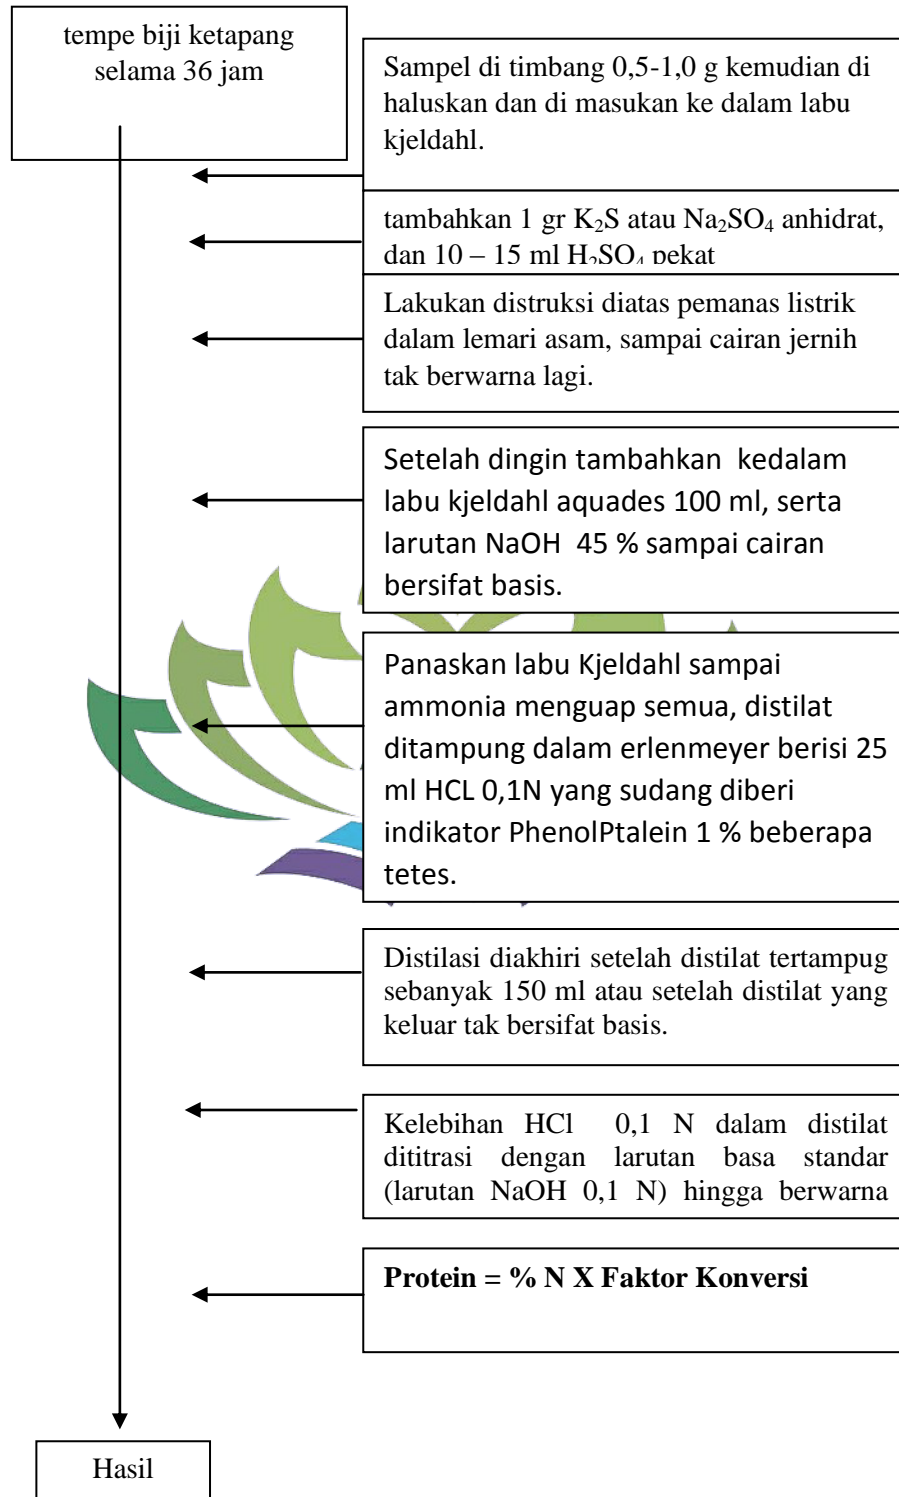 tempe biji ketapang
selama 36 jam
Sampel di timbang 0,5-1,0 g kemudian di
haluskan dan di masukan ke dalam labu
kjeldahl.
tambahkan 1 gr K₂S atau Na₂SO₄ anhidrat,
dan 10 – 15 ml H₂SO₄ pekat
Lakukan distruksi diatas pemanas listrik
dalam lemari asam, sampai cairan jernih
tak berwarna lagi.
Setelah dingin tambahkan kedalam
labu kjeldahl aquades 100 ml, serta
larutan NaOH 45 % sampai cairan
bersifat basis.
Panaskan labu Kjeldahl sampai
ammonia menguap semua, distilat
ditampung dalam erlenmeyer berisi 25
ml HCL 0,1N yang sudang diberi
indikator PhenolPtalein 1 % beberapa
tetes.
Distilasi diakhiri setelah distilat tertampug
sebanyak 150 ml atau setelah distilat yang
keluar tak bersifat basis.
Kelebihan HCl 0,1 N dalam distilat
dititrasi dengan larutan basa standar
(larutan NaOH 0,1 N) hingga berwarna
Protein = % N X Faktor Konversi
Hasil